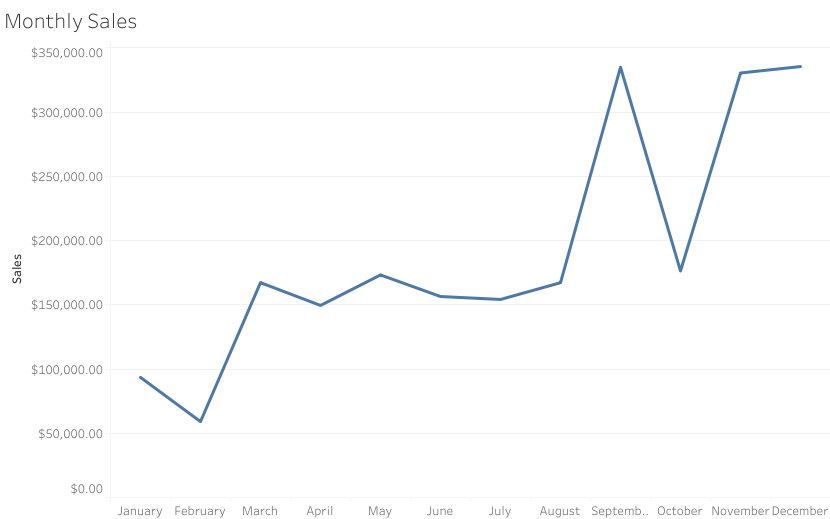 Monthly Sales
$350,000.00
$300,000.00
$250,000.00
$200,000.00
Sales
$150,000.00
$100,000.00
$50,000.00
$0.00
January February March April May June July August Septemb.. October November December